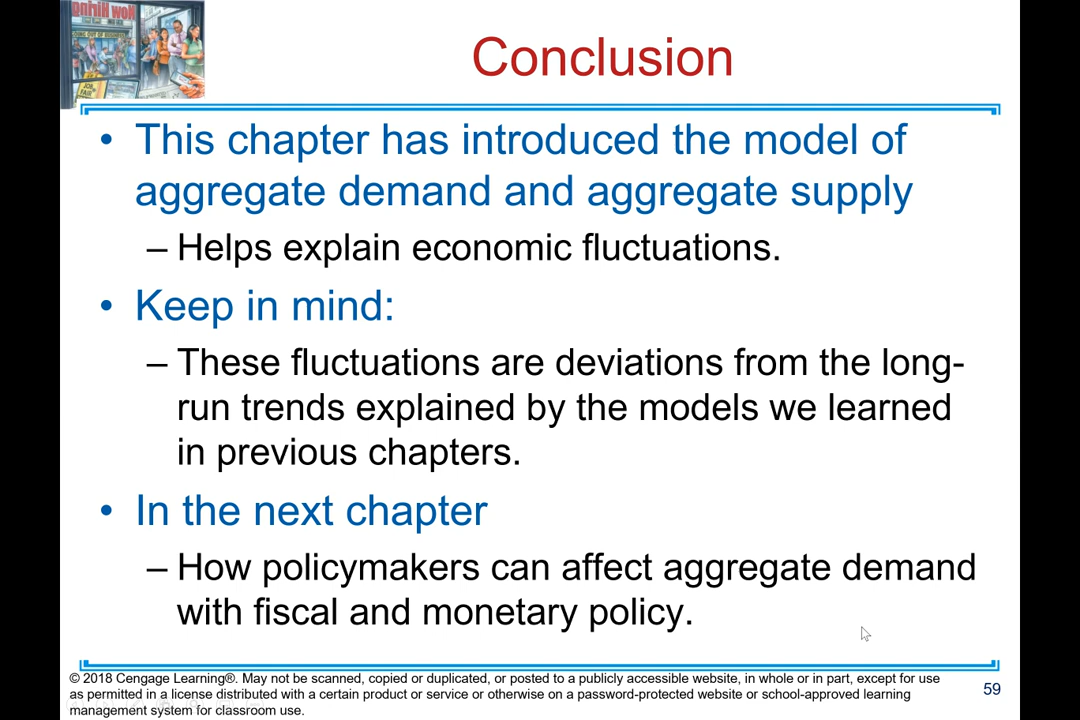 Now Hiring
Conclusion
• This chapter has introduced the model of
aggregate demand and aggregate supply
– Helps explain economic fluctuations.
• Keep in mind:
– These fluctuations are deviations from the long-
run trends explained by the models we learned
in previous chapters.
• In the next chapter
– How policymakers can affect aggregate demand
with fiscal and monetary policy.
© 2018 Cengage Learning®. May not be scanned, copied or duplicated, or posted to a publicly accessible website, in whole or in part, except for use
as permitted in a license distributed with a certain product or service or otherwise on a password-protected website or school-approved learning
management system for classroom use.
59